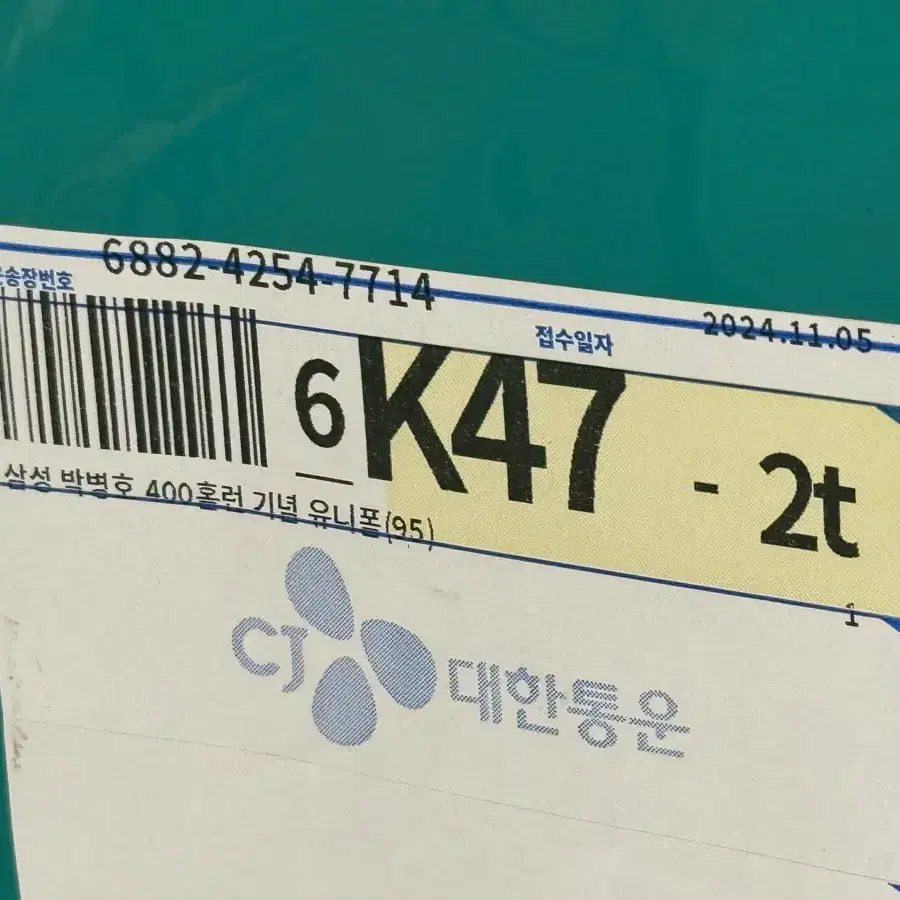 운송장번호 6882-4254-7714
접수일자 2024.11.05
6 K47 - 2t
삼성 박병호 400홈런 기념 유니폼(95)
1
CJ 대한통운